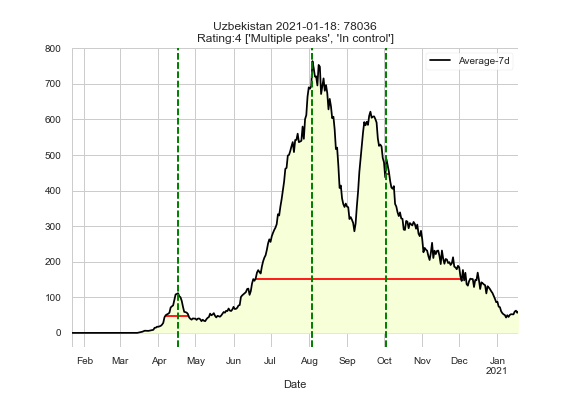 Uzbekistan 2021-01-18: 78036
Rating:4 ['Multiple peaks', 'In control']
800
700
600
500
400
300
200
100
0
Average-7d
Feb Mar Apr May Jun Jul Aug Sep Oct Nov Dec Jan
2021
Date